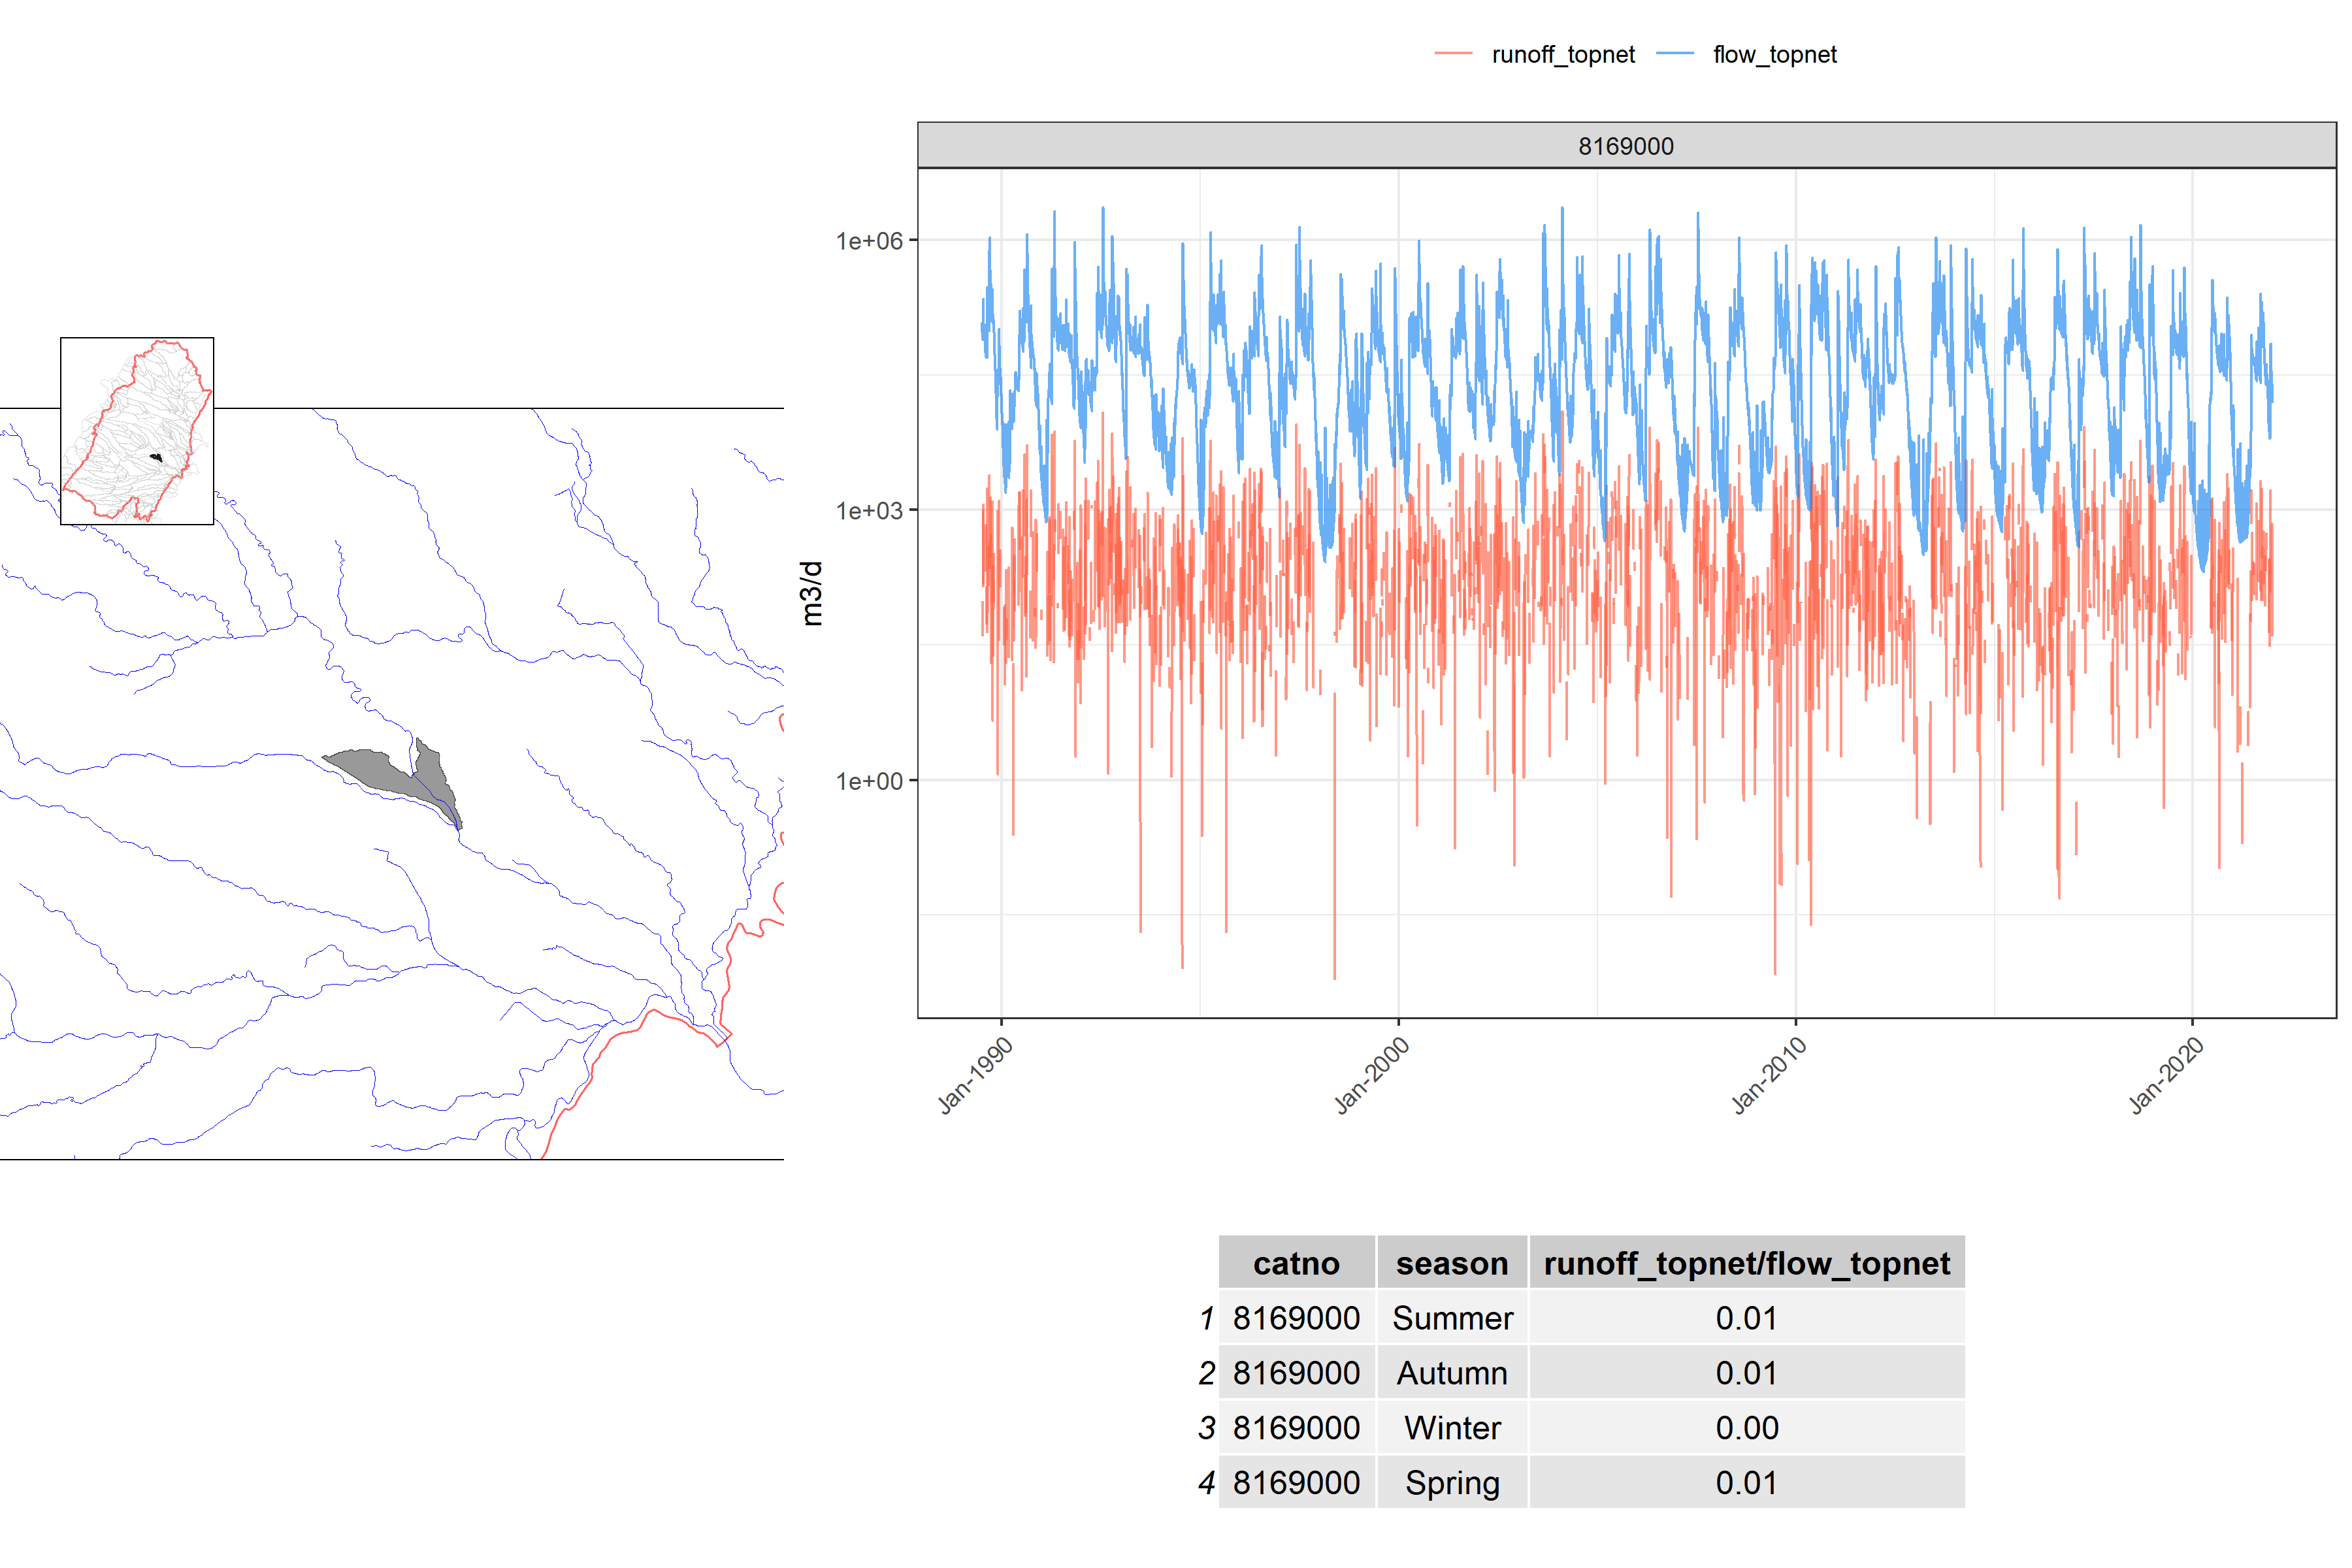 runoff_topnet flow_topnet
8169000
1e+06
1e+03
1e+00
m3/d
Jan-1990 Jan-2000 Jan-2010 Jan-2020
catno season runoff_topnet/flow_topnet
1 8169000 Summer 0.01
2 8169000 Autumn 0.01
3 8169000 Winter 0.00
4 8169000 Spring 0.01